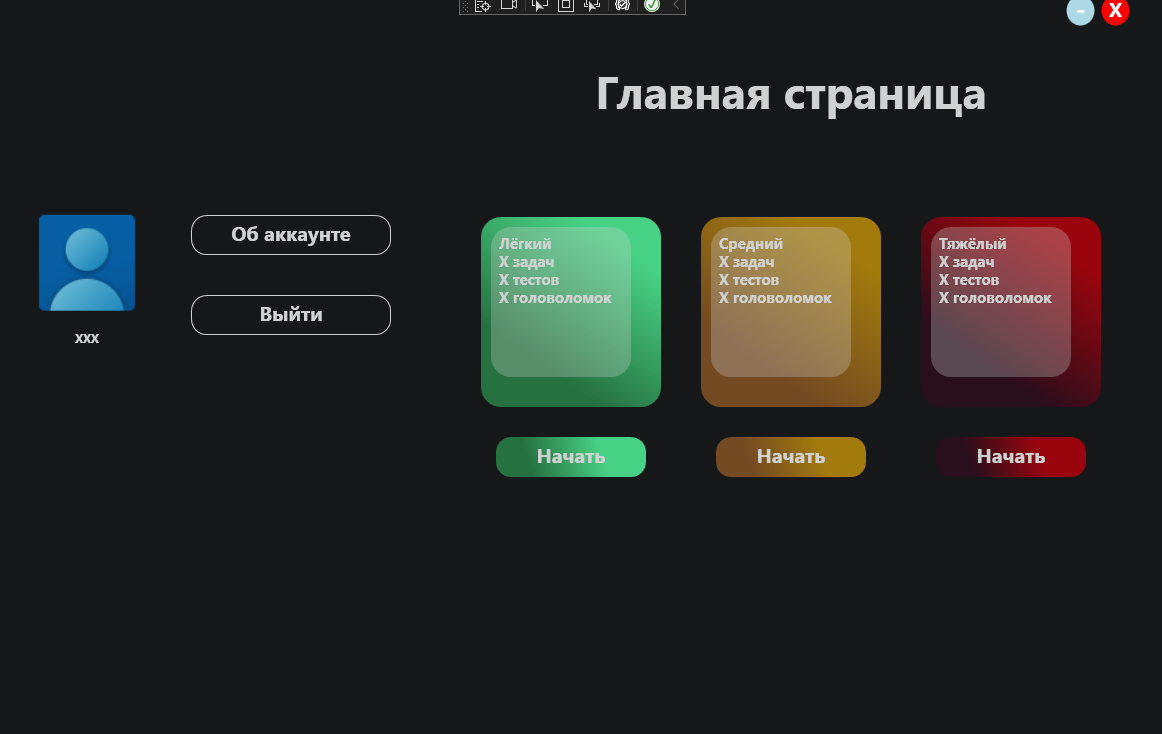 -
X
Главная страница
Об аккаунте
Выйти
xxx
Лёгкий
X задач
X тестов
X головоломок
Начать
Средний
X задач
X тестов
X головоломок
Начать
Тяжёлый
X задач
X тестов
X головоломок
Начать